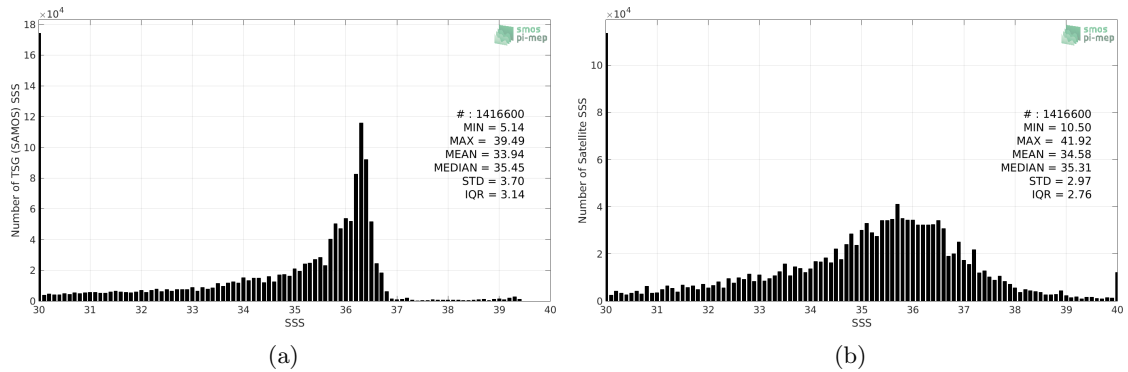 ×10⁴
18
16
14
12
10
8
6
4
2
0
Number of TSG (SAMOS) SSS
smos
pi-mep
# : 1416600
MIN = 5.14
MAX = 39.49
MEAN = 33.94
MEDIAN = 35.45
STD = 3.70
IQR = 3.14
30 31 32 33 34 35 36 37 38 39 40
SSS
(a)
×10⁴
10
8
6
4
2
0
Number of Satellite SSS
smos
pi-mep
# : 1416600
MIN = 10.50
MAX = 41.92
MEAN = 34.58
MEDIAN = 35.31
STD = 2.97
IQR = 2.76
30 31 32 33 34 35 36 37 38 39 40
SSS
(b)